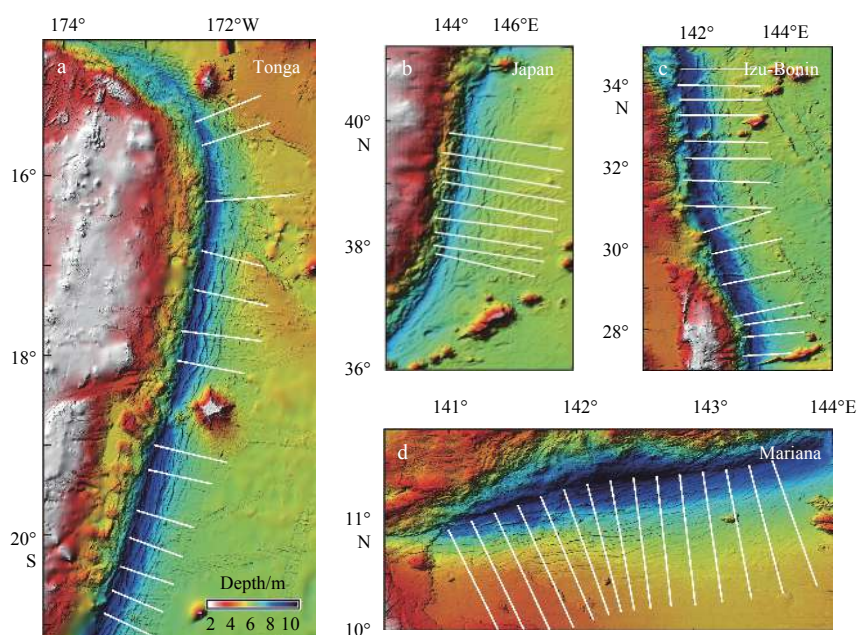 174° 172°W
a Tonga
16°
18°
20°
S
Depth/m
2 4 6 8 10
144° 146°E
b Japan
40°
N
38°
36°
142° 144°E
c Izu-Bonin
34°
N
32°
30°
28°
141° 142° 143° 144°E
d Mariana
11°
N
10°